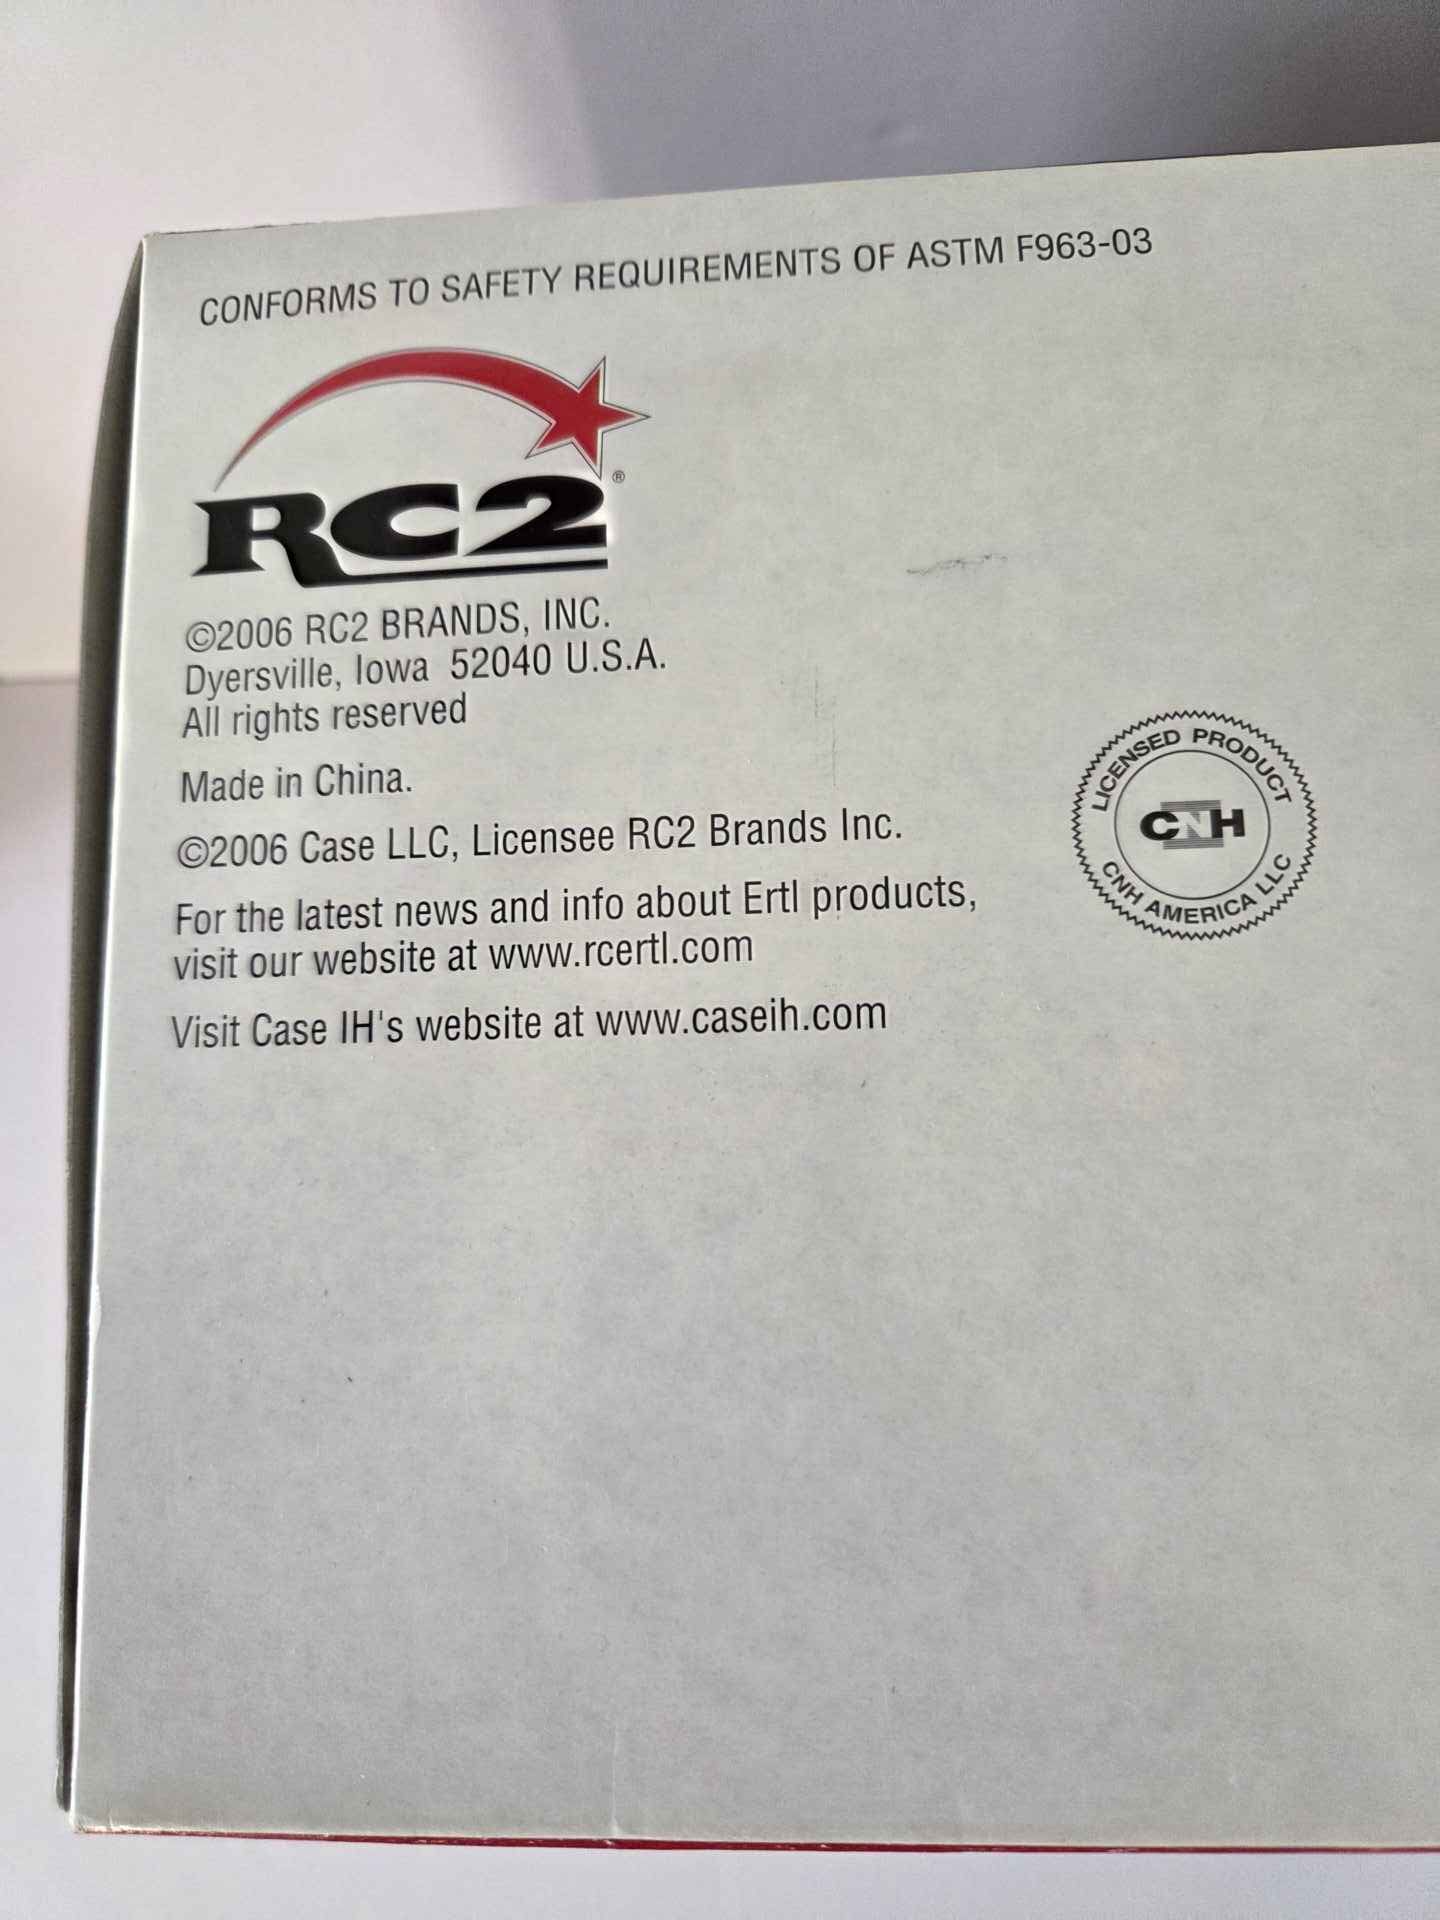 CONFORMS TO SAFETY REQUIREMENTS OF ASTM F963-03
RC2®
©2006 RC2 BRANDS, INC.
Dyersville, Iowa 52040 U.S.A.
All rights reserved
Made in China.
©2006 Case LLC, Licensee RC2 Brands Inc.
LICENSED PRODUCT
CNH
CNH AMERICA LLC
For the latest news and info about Ertl products,
visit our website at www.rcertl.com
Visit Case IH's website at www.caseih.com